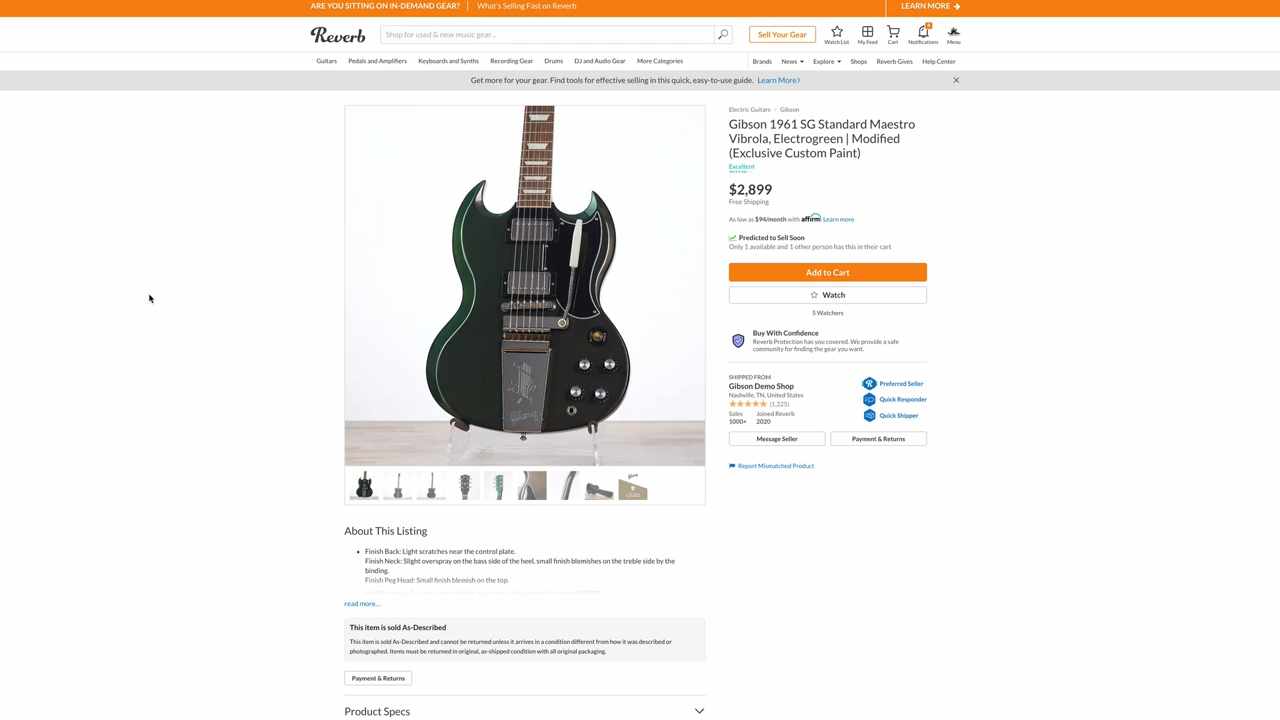 ARE YOU SITTING ON IN-DEMAND GEAR?
What's Selling Fast on Reverb
LEARN MORE
Reverb
Shop for used & new music gear...
Sell Your Gear
Watch List
My Feed
Cart
4
Notifications
Menu
Guitars
Pedals and Amplifiers
Keyboards and Synths
Recording Gear
Drums
DJ and Audio Gear
More Categories
Brands
News
Explore
Shops
Reverb Gives
Help Center
Get more for your gear. Find tools for effective selling in this quick, easy-to-use guide. Learn More>
Electric Guitars > Gibson
Gibson 1961 SG Standard Maestro
Vibrola, Electrogreen | Modified
(Exclusive Custom Paint)
Excellent
$2,899
Free Shipping
As low as $94/month with affirm Learn more
Predicted to Sell Soon
Only 1 available and 1 other person has this in their cart
Add to Cart
Watch
5 Watchers
Buy With Confidence
Reverb Protection has you covered. We provide a safe
community for finding the gear you want.
SHIPPED FROM
Gibson Demo Shop
Nashville, TN, United States
(1,225)
Sales
Joined Reverb
1000+
2020
Preferred Seller
Quick Responder
Quick Shipper
Message Seller
Payment & Returns
Report Mismatched Product
About This Listing
• Finish Back: Light scratches near the control plate.
Finish Neck: Slight overspray on the bass side of the heel, small finish blemishes on the treble side by the
binding.
Finish Peg Head: Small finish blemish on the top.
read more...
This item is sold As-Described
This item is sold As-Described and cannot be returned unless it arrives in a condition different from how it was described or
photographed. Items must be returned in original, as-shipped condition with all original packaging.
Payment & Returns
Product Specs